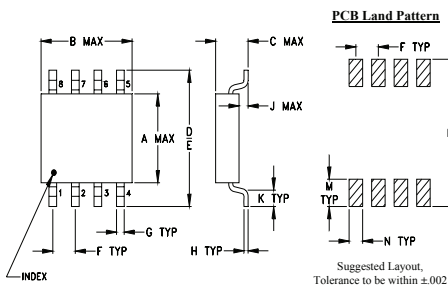 PCB Land Pattern
B MAX
C MAX
F TYP
8
7
6
5
J MAX
A MAX
D
E
K TYP
M
TYP
1
2
3
4
G TYP
H TYP
F TYP
N TYP
INDEX
Suggested Layout,
Tolerance to be within ±.002